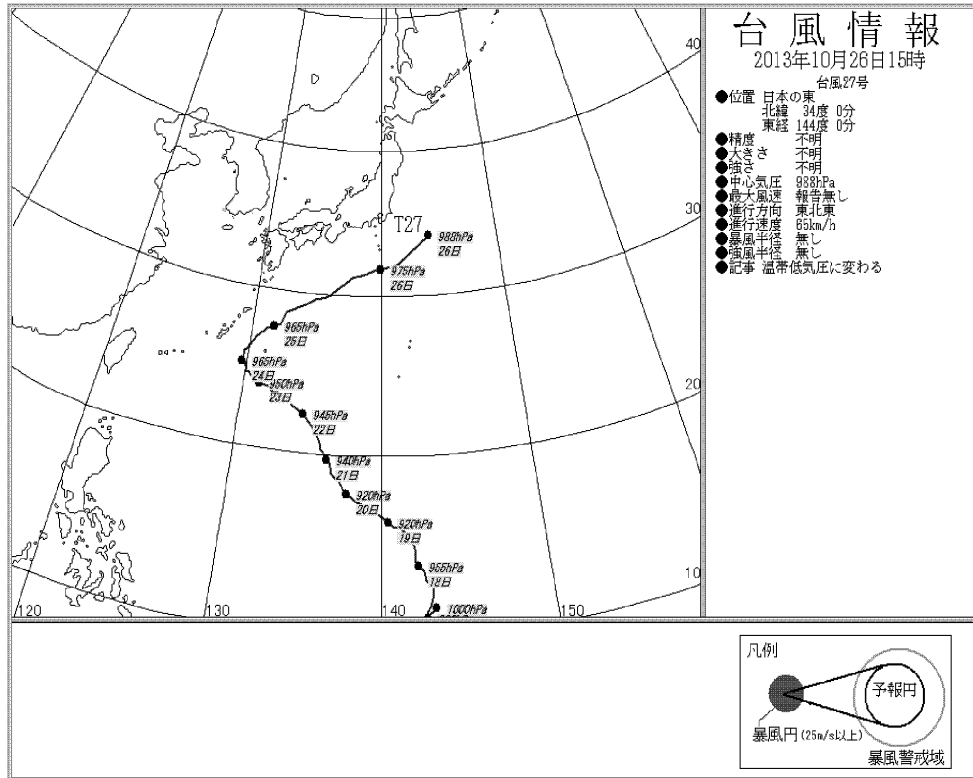 台風情報
2013年10月26日15時
台風27号
●位置 日本の東
北緯 34度 0分
東経 144度 0分
●精度 不明
●大きさ 不明
●強さ 不明
●中心気圧 988hPa
●最大風速 報告無し
●進行方向 東北東
●進行速度 65km/h
●暴風半径 無し
●強風半径 無し
●記事 温帯低気圧に変わる
40
30
20
10
T27
988hPa
26日
975hPa
26日
965hPa
25日
965hPa
24日
950hPa
23日
945hPa
22日
940hPa
21日
920hPa
20日
920hPa
19日
955hPa
18日
1000hPa
120
130
140
150
凡例
予報円
暴風円(25m/s以上)
暴風警戒域